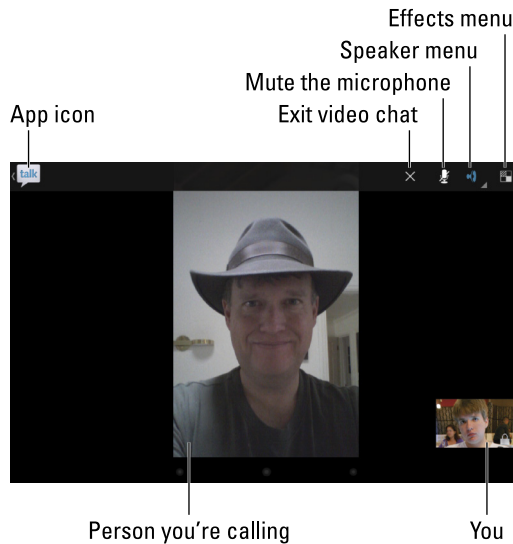 Effects menu
Speaker menu
Mute the microphone
App icon
Exit video chat
talk
Person you're calling
You